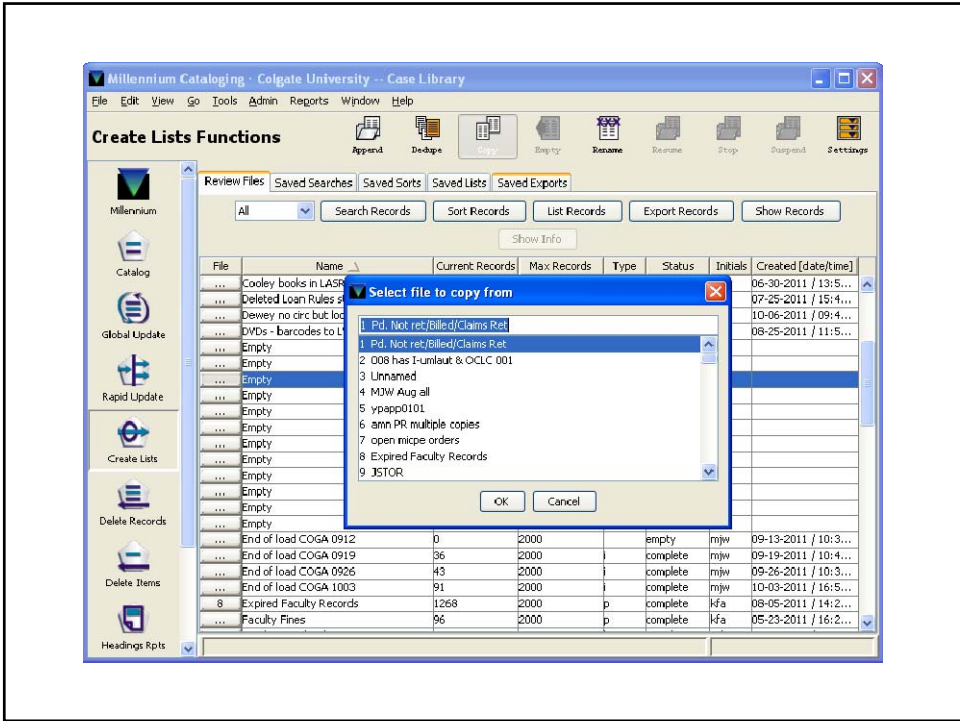 Millennium Cataloging · Colgate University -- Case Library
File Edit View Go Tools Admin Reports Window Help
Create Lists Functions
Append Dedupe Copy Empty Rename Resume Stop Suspend Settings
Review Files Saved Searches Saved Sorts Saved Lists Saved Exports
All Search Records Sort Records List Records Export Records Show Records
Show Info
Millennium
Catalog
Global Update
Rapid Update
Create Lists
Delete Records
Delete Items
Headings Rpts
File Name Current Records Max Records Type Status Initials Created [date/time]
... Cooley books in LASR 06-30-2011 / 13:5...
... Deleted Loan Rules s 07-25-2011 / 15:4...
... Dewey no circ but loc 10-06-2011 / 09:4...
... DVDs - barcodes to L 08-25-2011 / 11:5...
... Empty
... Empty
... Empty
... Empty
... Empty
... Empty
... Empty
... Empty
... Empty
... Empty
... Empty
... Empty
Select file to copy from
1 Pd. Not ret/Billed/Claims Ret
1 Pd. Not ret/Billed/Claims Ret
2 008 has I-umlaut & OCLC 001
3 Unnamed
4 MJW Aug all
5 ypapp0101
6 amn PR multiple copies
7 open micpe orders
8 Expired Faculty Records
9 JSTOR
OK Cancel
... End of load COGA 0912 0 2000 empty mjw 09-13-2011 / 10:3...
... End of load COGA 0919 36 2000 i complete mjw 09-19-2011 / 10:4...
... End of load COGA 0926 43 2000 i complete mjw 09-26-2011 / 10:3...
... End of load COGA 1003 91 2000 i complete mjw 10-03-2011 / 16:5...
8 Expired Faculty Records 1268 2000 p complete kfa 08-05-2011 / 14:2...
... Faculty Fines 96 2000 p complete kfa 05-23-2011 / 16:2...